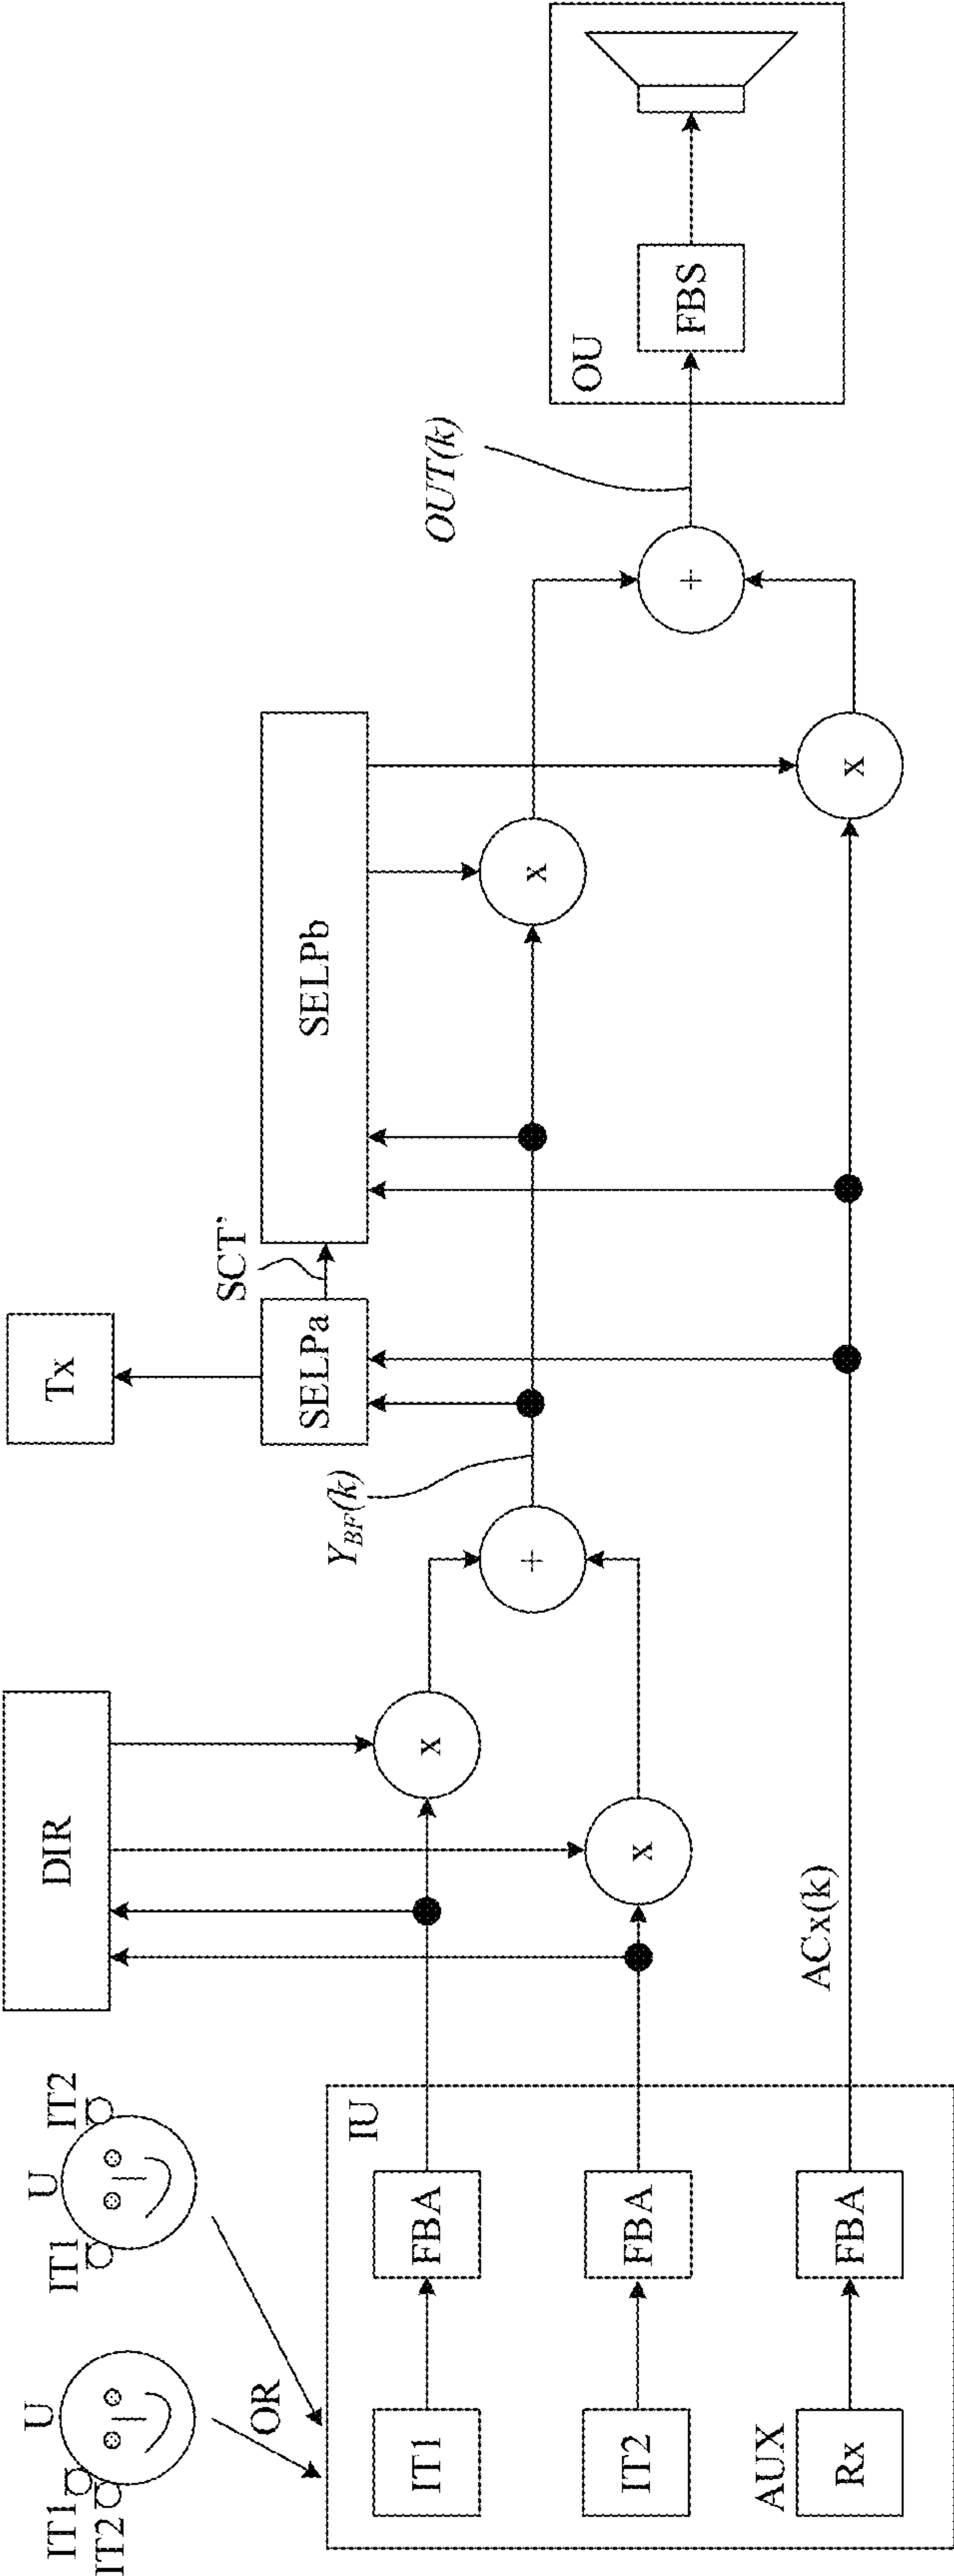 U
IT1
IT2
U
IT1
IT2
OR
IU
IT1
FBA
IT2
FBA
AUX
Rx
FBA
DIR
x
x
+
Y_BF(k)
ACx(k)
Tx
SELPa
SCT'
SELPb
x
x
+
OUT(k)
OU
FBS